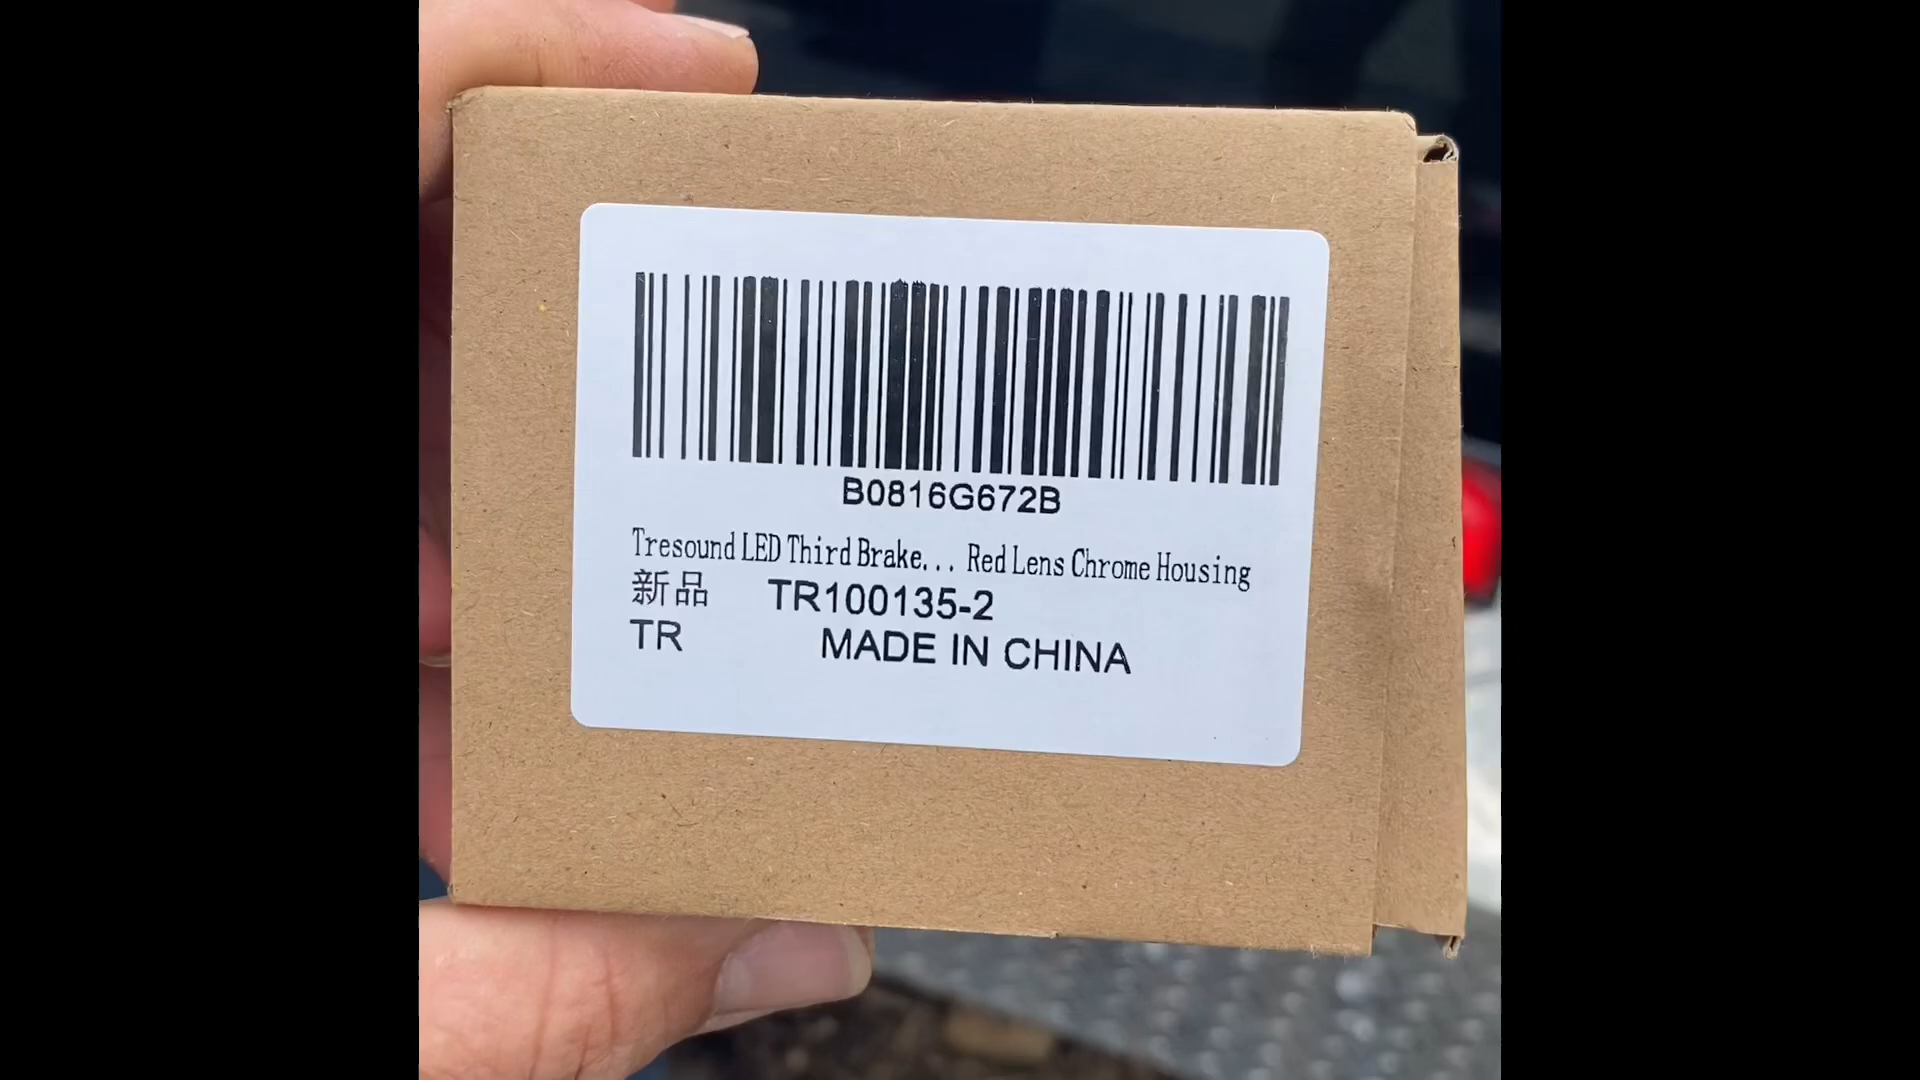 B0816G672B
Tresound LED Third Brake... Red Lens Chrome Housing
新品 TR100135-2
TR MADE IN CHINA